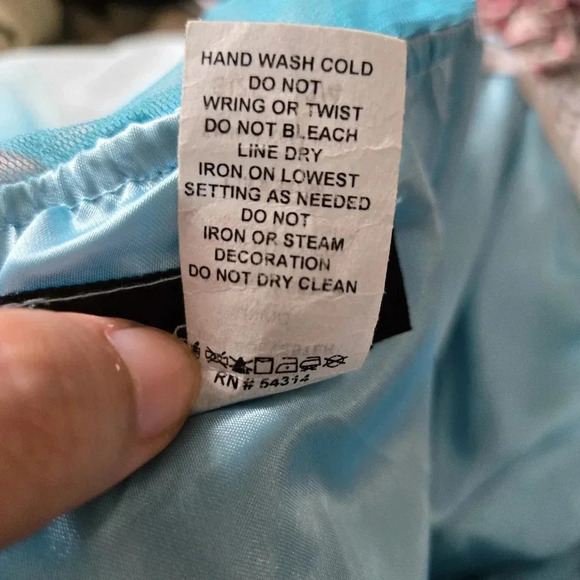 HAND WASH COLD
DO NOT
WRING OR TWIST
DO NOT BLEACH
LINE DRY
IRON ON LOWEST
SETTING AS NEEDED
DO NOT
IRON OR STEAM
DECORATION
DO NOT DRY CLEAN
RN # 54314